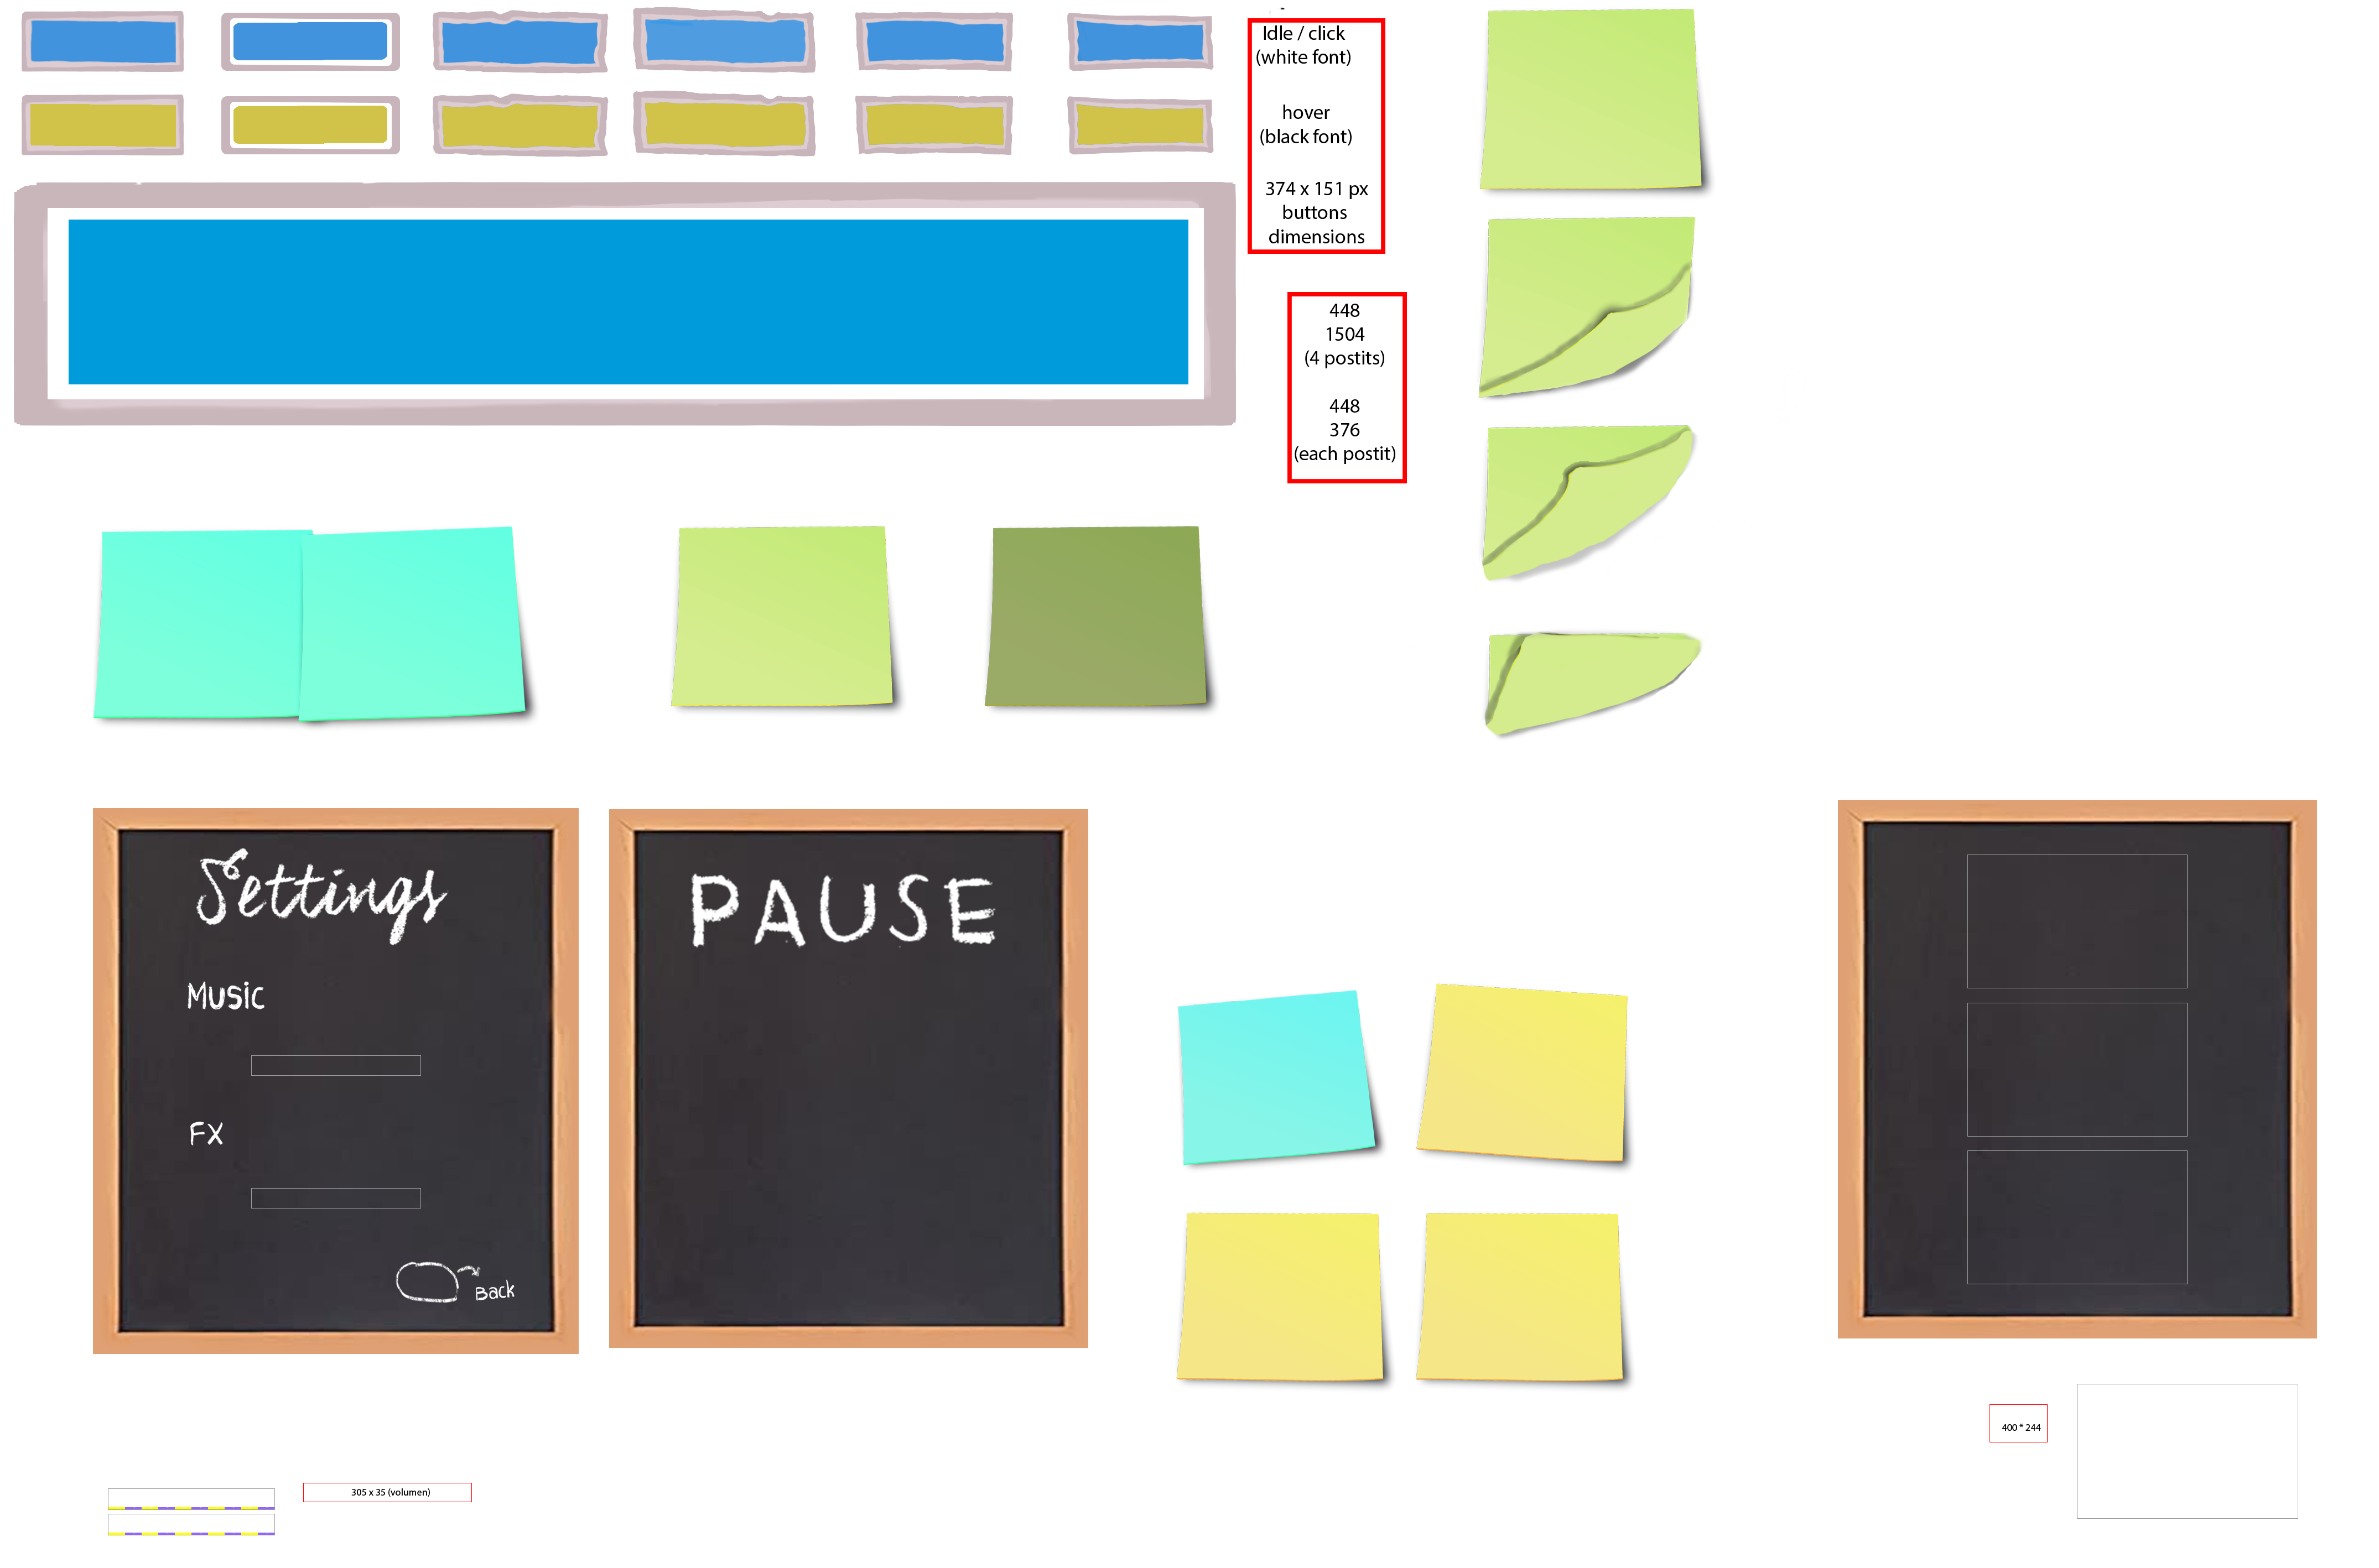 Idle / click
(white font)
hover
(black font)
374 x 151 px
buttons
dimensions
448
1504
(4 postits)
448
376
(each postit)
Settings
Music
FX
Back
PAUSE
400 * 244
305 x 35 (volumen)